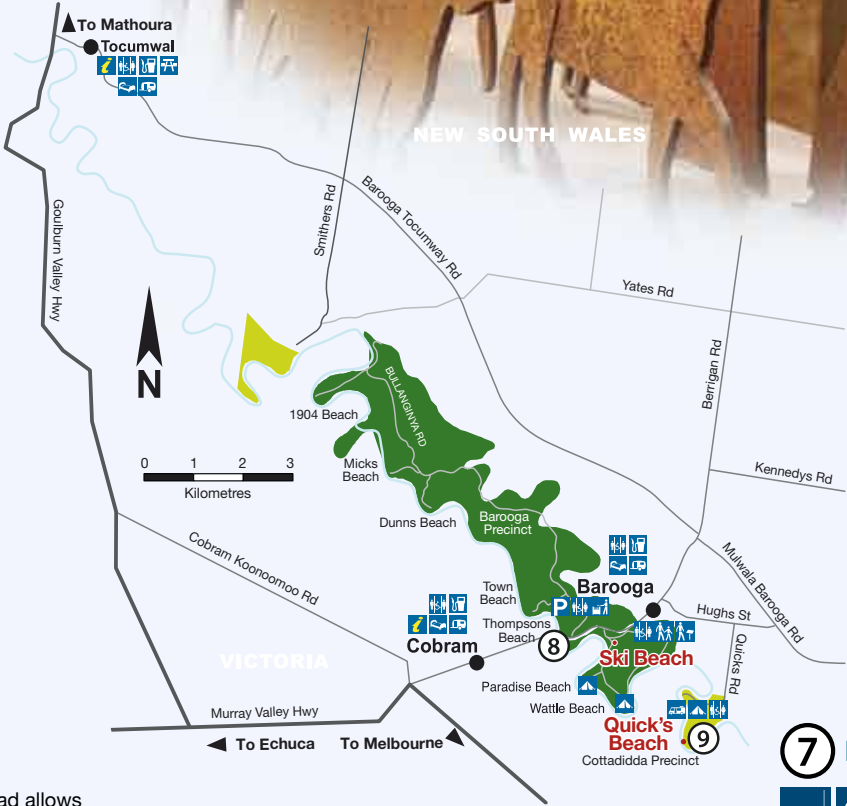 To Mathoura
Tocumwal
NEW SOUTH WALES
Goulburn Valley Hwy
Smithers Rd
Barooga Tocumway Rd
Yates Rd
Berrigan Rd
N
BULLANGINYA RD
1904 Beach
0 1 2 3
Kilometres
Micks
Beach
Kennedys Rd
Dunns Beach
Barooga
Precinct
Cobram Koonoomoo Rd
Mulwala Barooga Rd
Town
Beach
Barooga
P
Hughs St
Thompsons
Beach
8
Cobram
Ski Beach
Quicks Rd
VICTORIA
Paradise Beach
Wattle Beach
Murray Valley Hwy
Quick's
Beach
9
To Echuca
To Melbourne
Cottadidda Precinct
7
ad allows